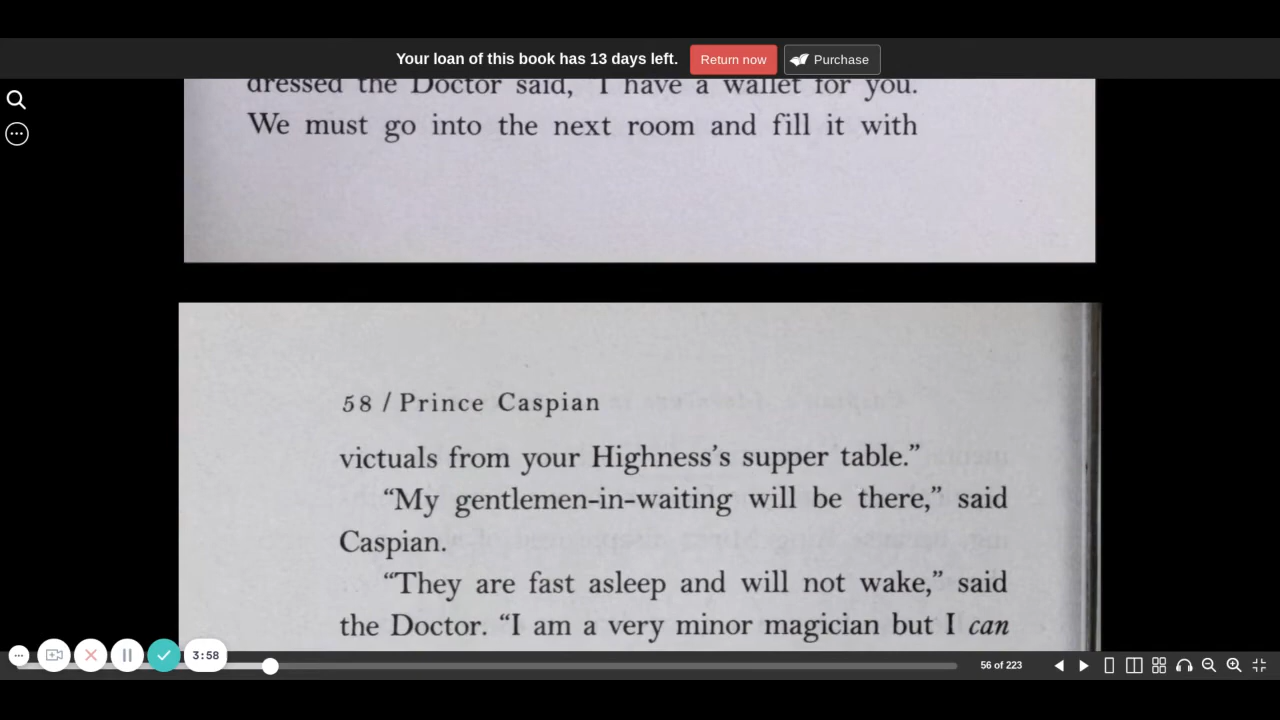 Your loan of this book has 13 days left. Return now Purchase
dressed the Doctor said, "I have a wallet for you.
We must go into the next room and fill it with
58 / Prince Caspian
victuals from your Highness's supper table."
"My gentlemen-in-waiting will be there," said
Caspian.
"They are fast asleep and will not wake," said
the Doctor. "I am a very minor magician but I can
3:58
56 of 223